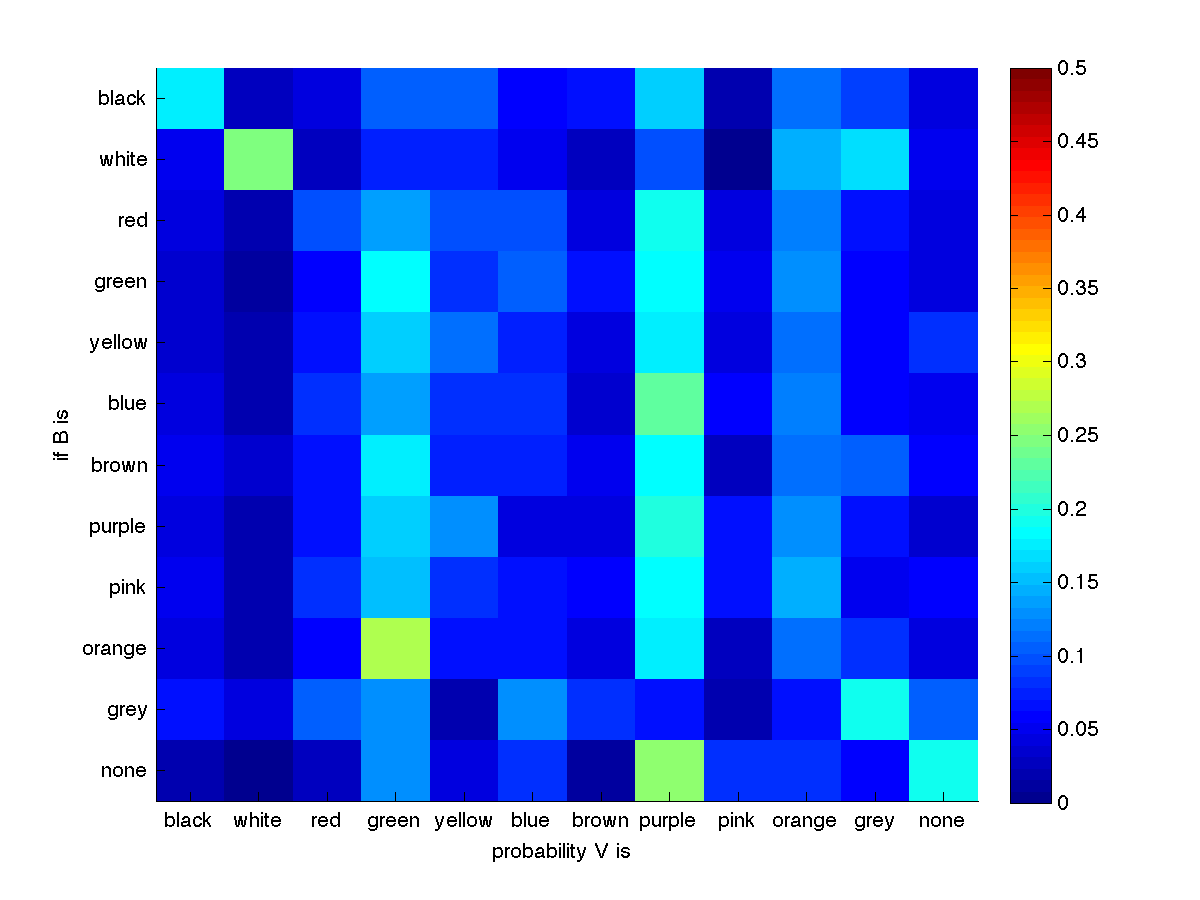 black
white
red
green
yellow
blue
brown
purple
pink
orange
grey
none
if B is
black white red green yellow blue brown purple pink orange grey none
probability V is
0.5
0.45
0.4
0.35
0.3
0.25
0.2
0.15
0.1
0.05
0